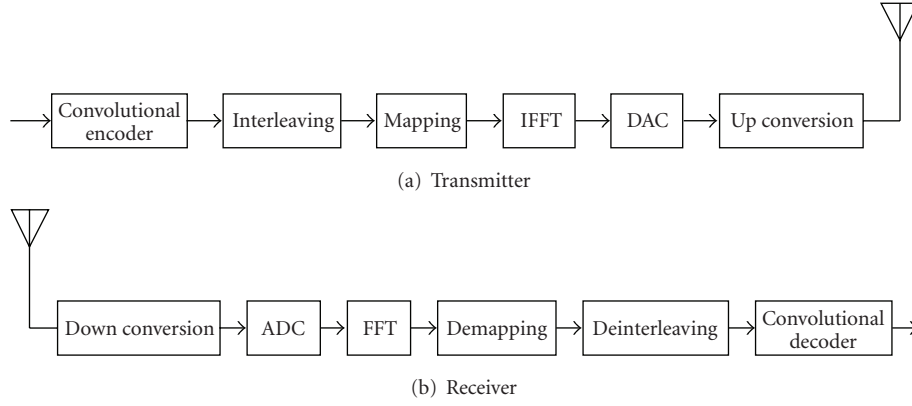 Convolutional
encoder
Interleaving
Mapping
IFFT
DAC
Up conversion
(a) Transmitter
Down conversion
ADC
FFT
Demapping
Deinterleaving
Convolutional
decoder
(b) Receiver